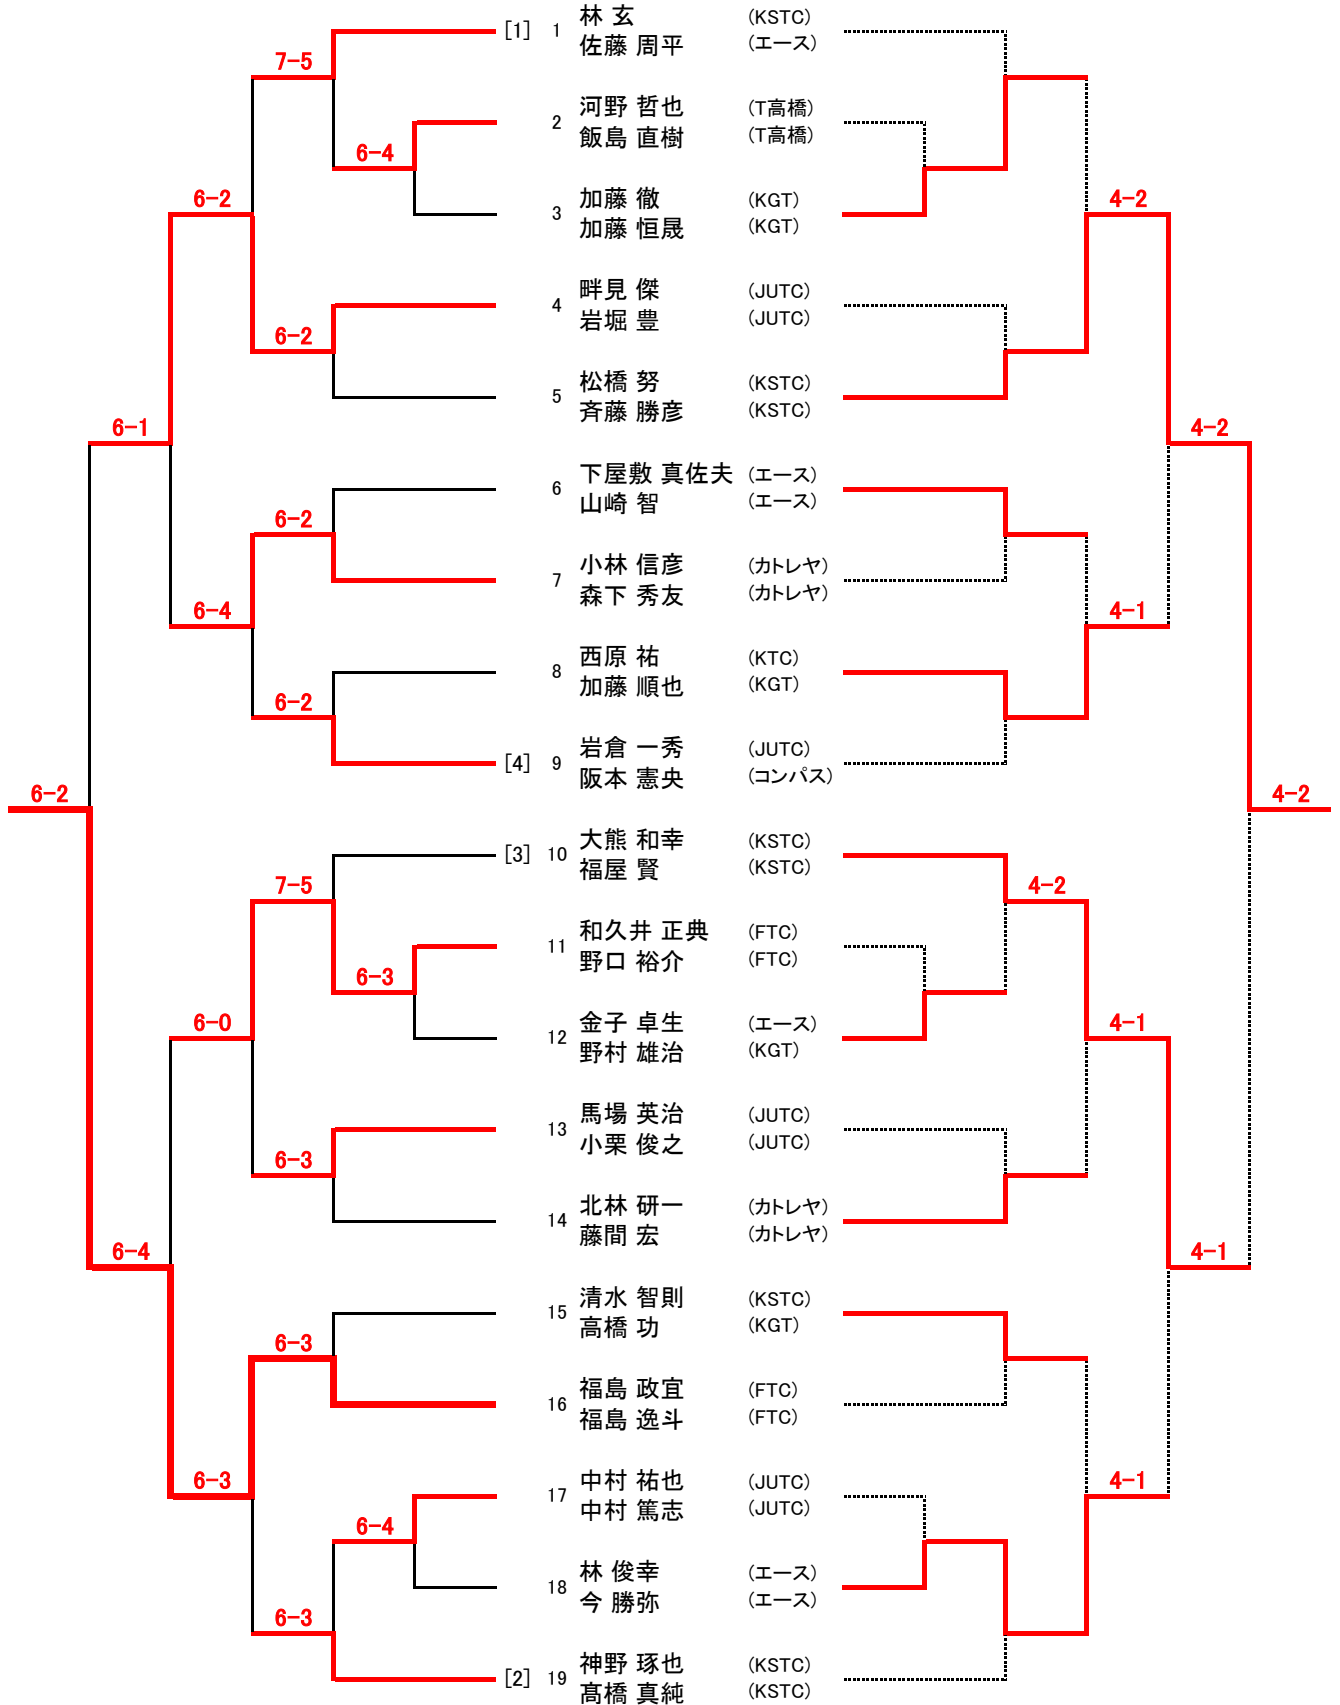 林 玄 (KSTC)
[1] 1
佐藤 周平 (エース)
7-5
河野 哲也 (T高橋)
2
飯島 直樹 (T高橋)
6-4
加藤 徹 (KGT)
6-2 4-2
3
加藤 恒晟 (KGT)
畔見 傑 (JUTC)
4
岩堀 豊 (JUTC)
6-2
松橋 努 (KSTC)
5
斉藤 勝彦 (KSTC)
6-1 4-2
下屋敷 真佐夫 (エース)
6
山崎 智 (エース)
6-2
小林 信彦 (カトレヤ)
7
森下 秀友 (カトレヤ)
6-4 4-1
西原 祐 (KTC)
8
加藤 順也 (KGT)
6-2
岩倉 一秀 (JUTC)
[4] 9
阪本 憲央 (コンパス)
6-2 4-2
大熊 和幸 (KSTC)
[3] 10
福屋 賢 (KSTC)
7-5 4-2
和久井 正典 (FTC)
11
野口 裕介 (FTC)
6-3
金子 卓生 (エース)
6-0 4-1
12
野村 雄治 (KGT)
馬場 英治 (JUTC)
13
小栗 俊之 (JUTC)
6-3
北林 研一 (カトレヤ)
14
藤間 宏 (カトレヤ)
6-4 4-1
清水 智則 (KSTC)
15
高橋 功 (KGT)
6-3
福島 政宜 (FTC)
16
福島 逸斗 (FTC)
6-3 4-1
中村 祐也 (JUTC)
17
中村 篤志 (JUTC)
6-4
林 俊幸 (エース)
18
今 勝弥 (エース)
6-3
神野 琢也 (KSTC)
[2] 19
髙橋 真純 (KSTC)